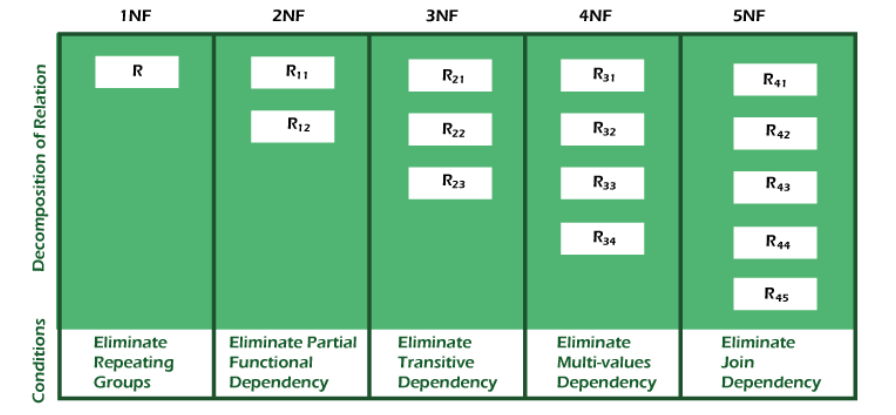 1NF 2NF 3NF 4NF 5NF
Decomposition of Relation
R R₁₁ R₂₁ R₃₁ R₄₁
R₁₂ R₂₂ R₃₂ R₄₂
R₂₃ R₃₃ R₄₃
R₃₄ R₄₄
R₄₅
Conditions
Eliminate
Repeating
Groups
Eliminate Partial
Functional
Dependency
Eliminate
Transitive
Dependency
Eliminate
Multi-values
Dependency
Eliminate
Join
Dependency